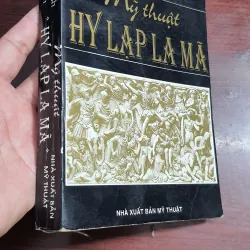 Mỹ thuật
HY LẠP LA MÃ
NHÀ XUẤT BẢN MỸ THUẬT
Mỹ thuật
HY LẠP LA MÃ
NHÀ XUẤT BẢN
MỸ THUẬT